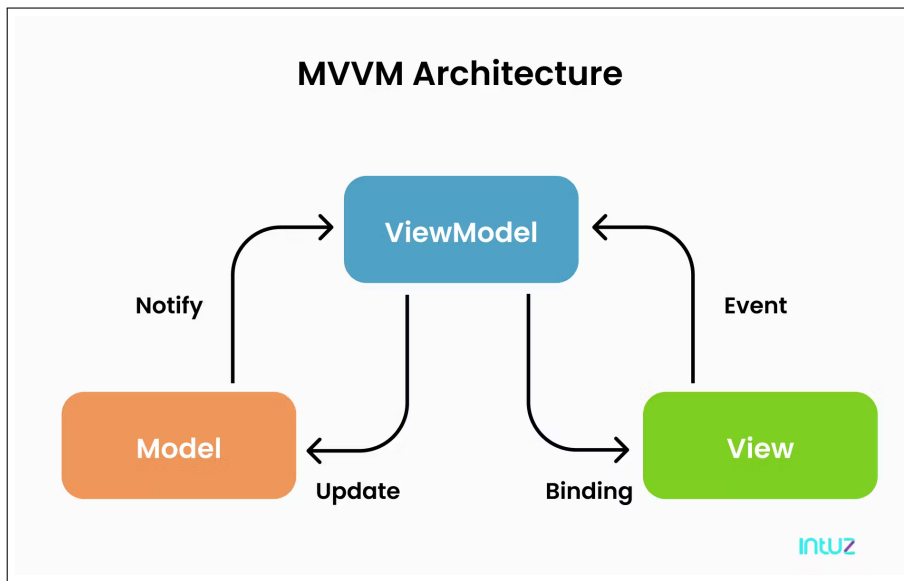 MVVM Architecture
ViewModel
Notify
Event
Model
View
Update
Binding
INTUZ